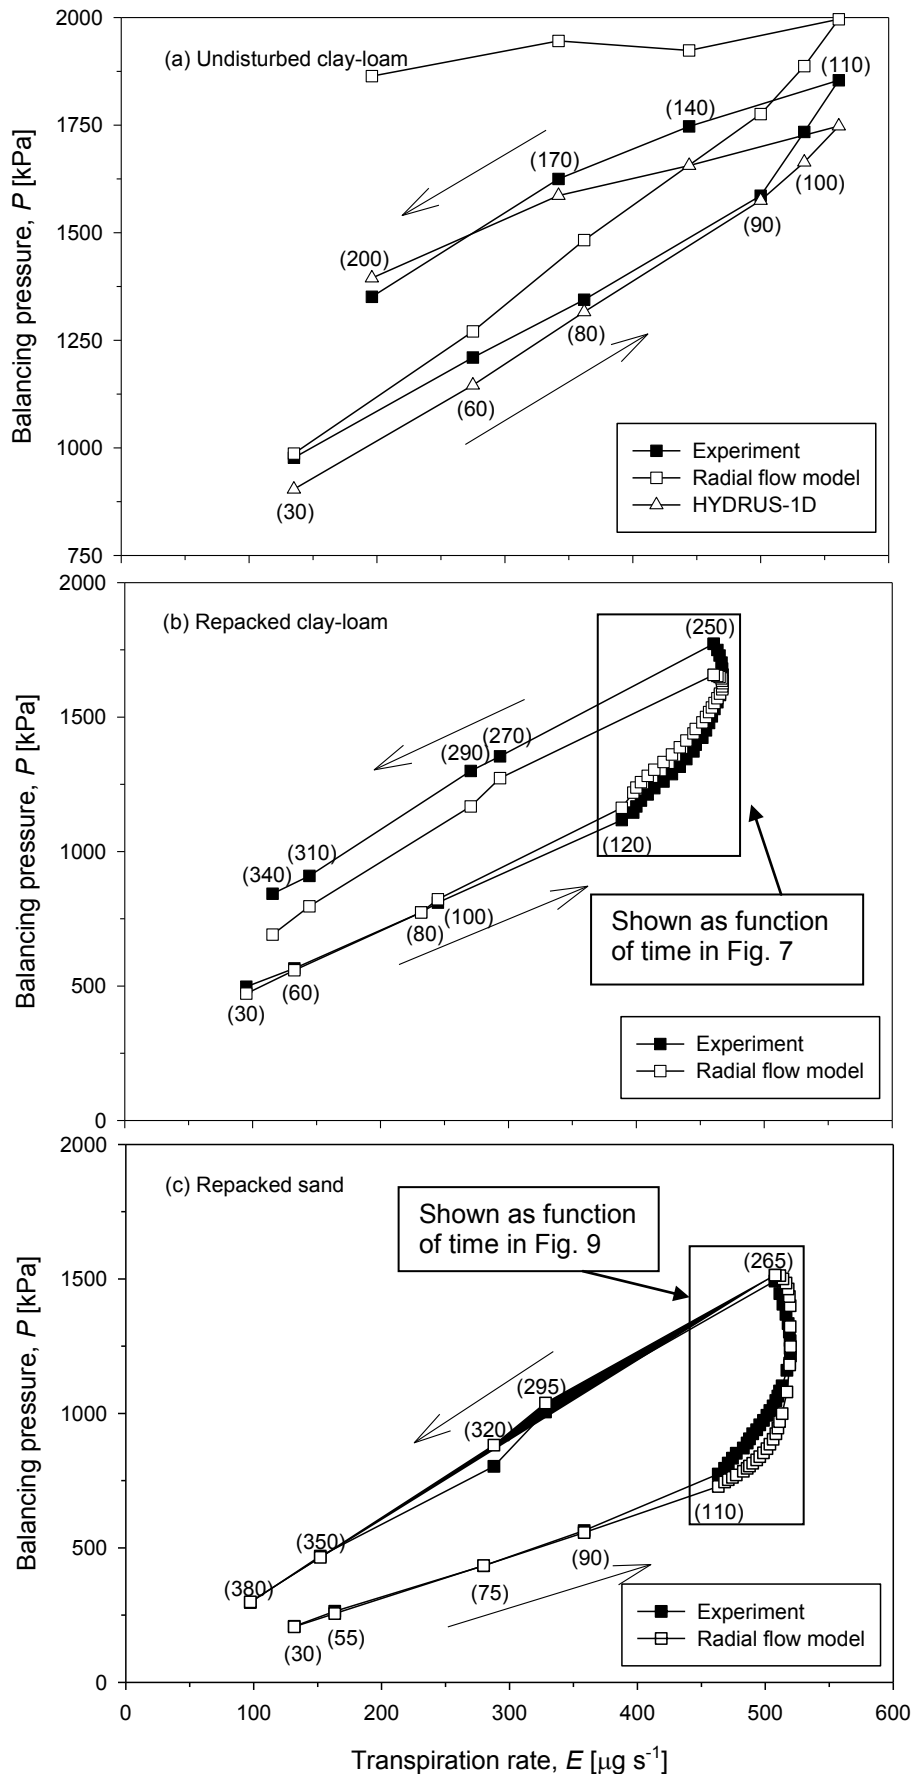 2000
(a) Undisturbed clay-loam
(110)
(140)
1750
(170)
(100)
(90)
1500
(200)
(80)
1250
(60)
1000
(30)
750
Balancing pressure, P [kPa]
Experiment
Radial flow model
HYDRUS-1D
2000
(b) Repacked clay-loam
(250)
1500
(270)
(290)
1000
(120)
(310)
(340)
(100)
(80)
500
(60)
(30)
0
Balancing pressure, P [kPa]
Shown as function
of time in Fig. 7
Experiment
Radial flow model
2000
(c) Repacked sand
Shown as function
of time in Fig. 9
(265)
1500
(295)
(320)
1000
(110)
(350)
500
(90)
(380)
(75)
(55)
(30)
0
Balancing pressure, P [kPa]
Experiment
Radial flow model
0 100 200 300 400 500 600
Transpiration rate, E [μg s⁻¹]